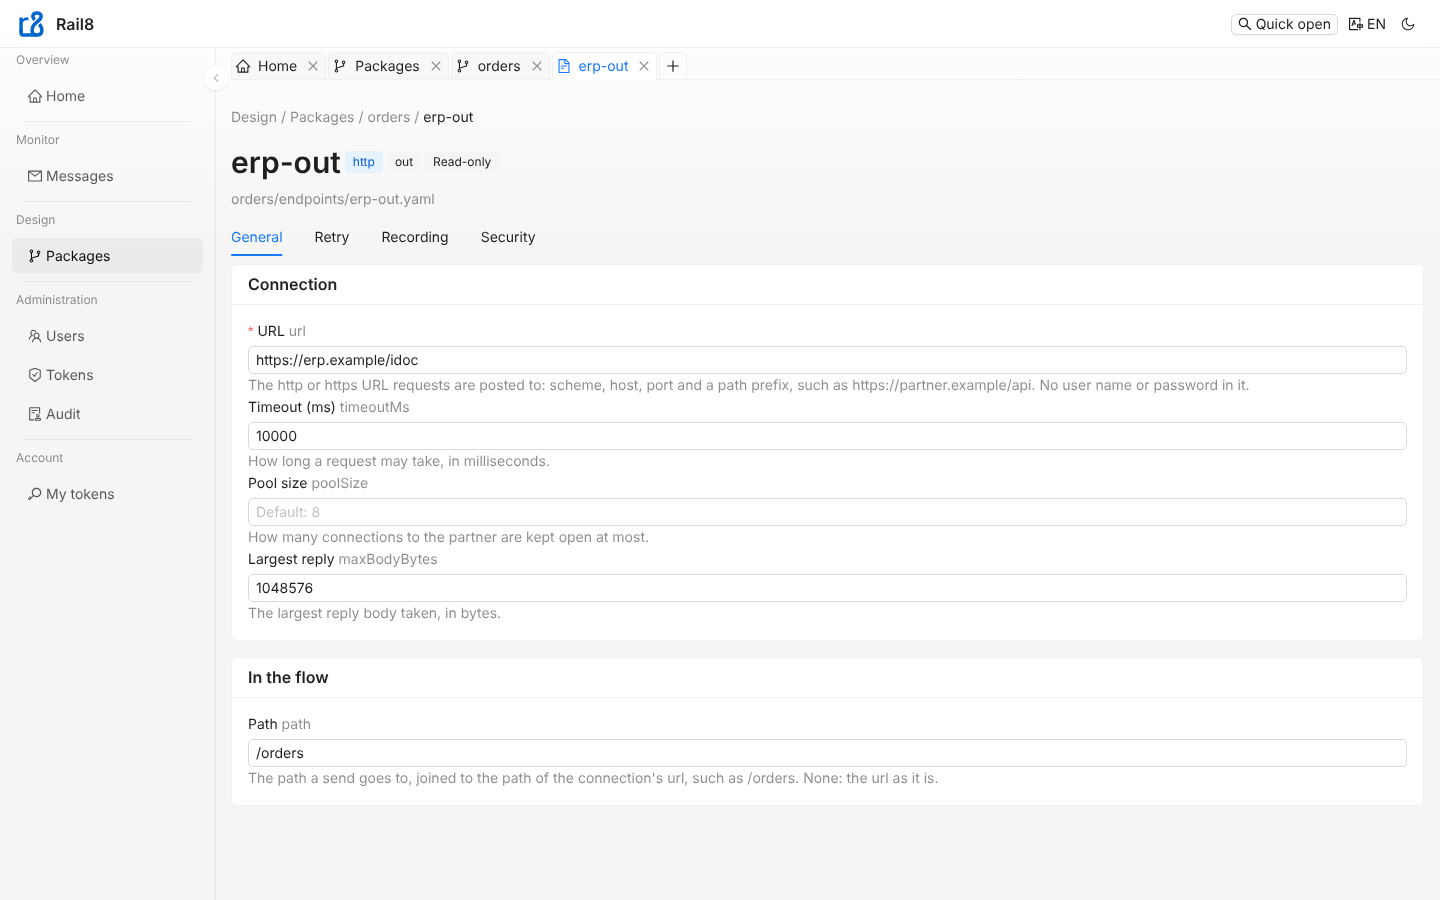 r8 Rail8
Quick open
EN
Overview
Home
Monitor
Messages
Design
Packages
Administration
Users
Tokens
Audit
Account
My tokens
Home
Packages
orders
erp-out
Design / Packages / orders / erp-out
erp-out http out Read-only
orders/endpoints/erp-out.yaml
General Retry Recording Security
Connection
* URL url
https://erp.example/idoc
The http or https URL requests are posted to: scheme, host, port and a path prefix, such as https://partner.example/api. No user name or password in it.
Timeout (ms) timeoutMs
10000
How long a request may take, in milliseconds.
Pool size poolSize
Default: 8
How many connections to the partner are kept open at most.
Largest reply maxBodyBytes
1048576
The largest reply body taken, in bytes.
In the flow
Path path
/orders
The path a send goes to, joined to the path of the connection's url, such as /orders. None: the url as it is.